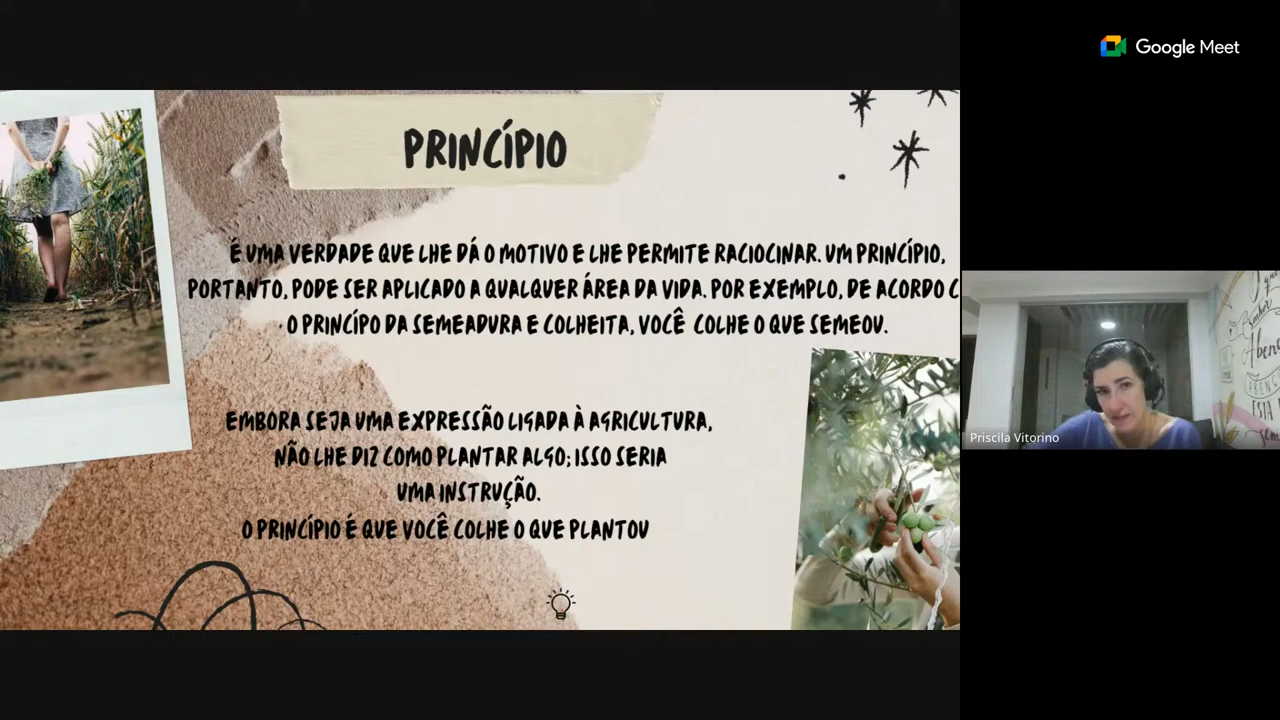 PRINCÍPIO
É UMA VERDADE QUE LHE DÁ O MOTIVO E LHE PERMITE RACIOCINAR. UM PRINCÍPIO,
PORTANTO, PODE SER APLICADO A QUALQUER ÁREA DA VIDA. POR EXEMPLO, DE ACORDO C
O PRINCÍPO DA SEMEADURA E COLHEITA, VOCÊ COLHE O QUE SEMEOU.
EMBORA SEJA UMA EXPRESSÃO LIGADA À AGRICULTURA,
NÃO LHE DIZ COMO PLANTAR ALGO; ISSO SERIA
UMA INSTRUÇÃO.
O PRINCÍPIO É QUE VOCÊ COLHE O QUE PLANTOU
Google Meet
Priscila Vitorino
ESTÁ